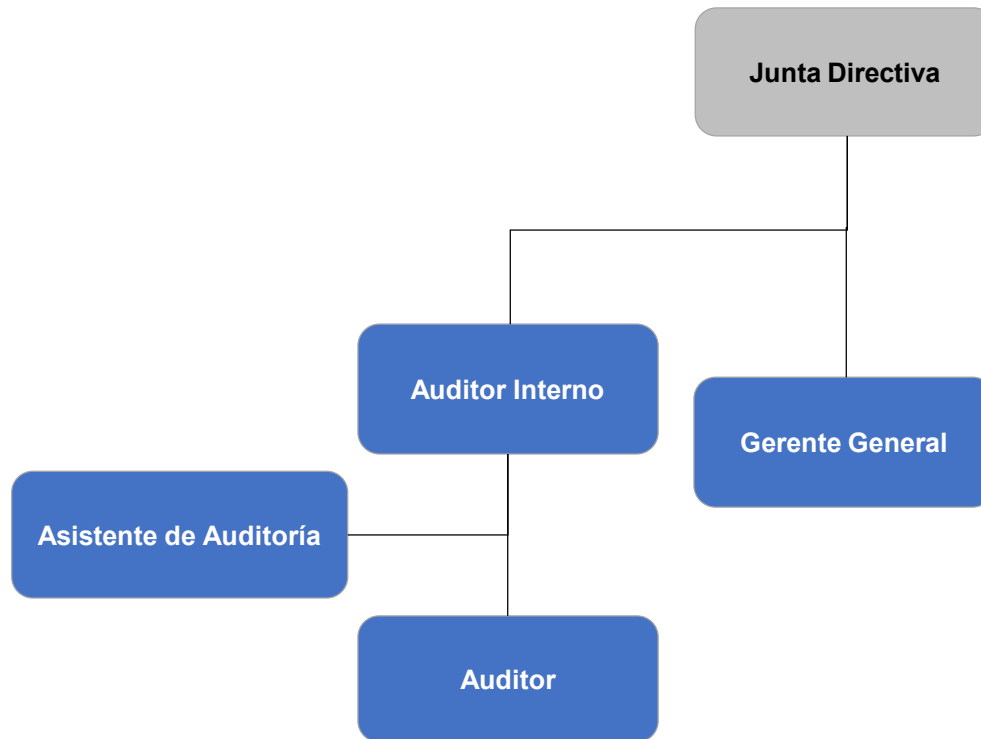 Junta Directiva
Auditor Interno
Gerente General
Asistente de Auditoría
Auditor